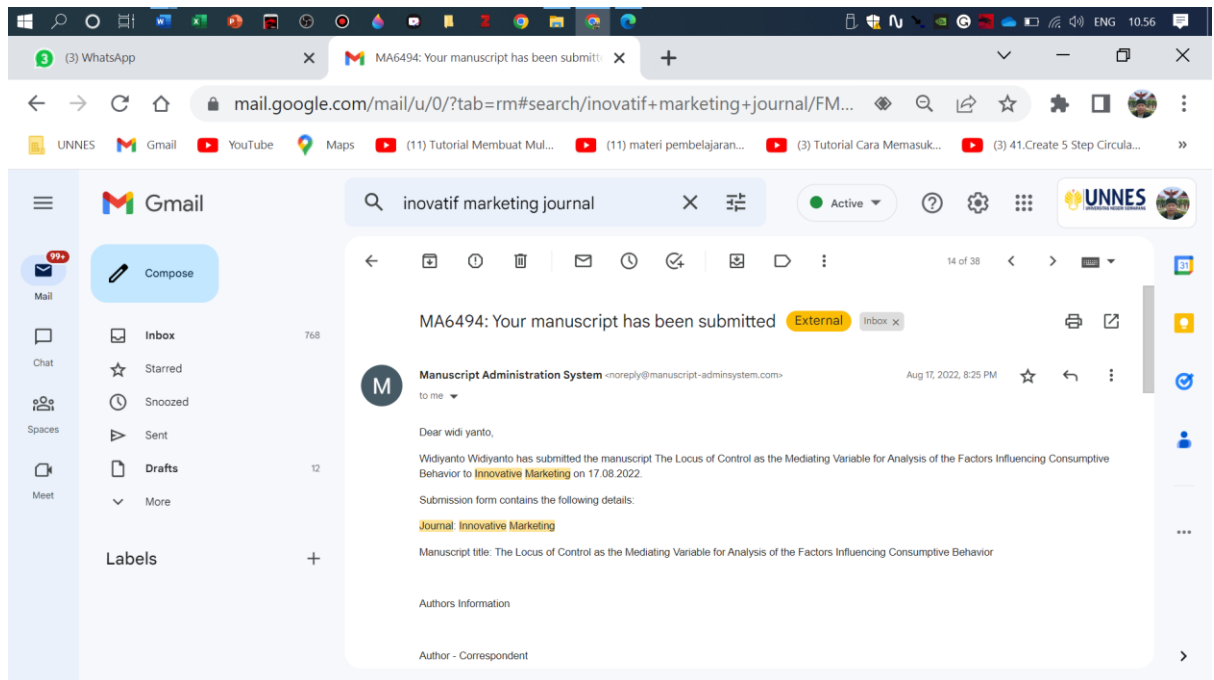 ENG 10.56
3 (3) WhatsApp
MA6494: Your manuscript has been submitt
mail.google.com/mail/u/0/?tab=rm#search/inovatif+marketing+journal/FM...
UNNES Gmail YouTube Maps (11) Tutorial Membuat Mul... (11) materi pembelajaran... (3) Tutorial Cara Memasuk... (3) 41.Create 5 Step Circula... »
Gmail
inovatif marketing journal
Active
UNNES
UNIVERSITAS NEGERI SEMARANG
99+
Mail
Compose
14 of 38
31
Chat
Inbox 768
MA6494: Your manuscript has been submitted External Inbox x
Starred
Spaces
Snoozed
M
Manuscript Administration System <noreply@manuscript-adminsystem.com> Aug 17, 2022, 8:25 PM
to me
Sent
Dear widi yanto,
Meet
Drafts 12
Widiyanto Widiyanto has submitted the manuscript The Locus of Control as the Mediating Variable for Analysis of the Factors Influencing Consumptive
Behavior to Innovative Marketing on 17.08.2022.
More
Submission form contains the following details:
Journal: Innovative Marketing
Labels
Manuscript title: The Locus of Control as the Mediating Variable for Analysis of the Factors Influencing Consumptive Behavior
Authors Information
Author - Correspondent